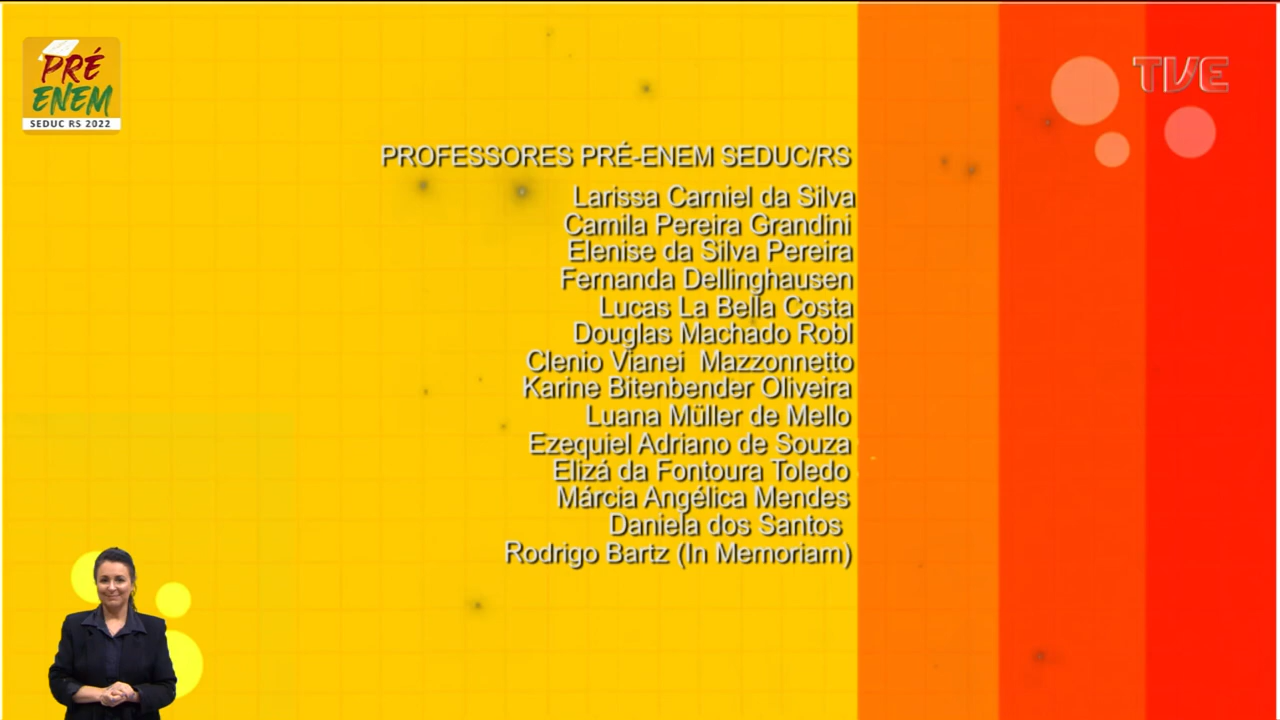 PRÉ
ENEM
SEDUC RS 2022
TVE
PROFESSORES PRÉ-ENEM SEDUC/RS
Larissa Carniel da Silva
Camila Pereira Grandini
Elenise da Silva Pereira
Fernanda Dellinghausen
Lucas La Bella Costa
Douglas Machado Robl
Clenio Vianei  Mazzonnetto
Karine Bitenbender Oliveira
Luana Müller de Mello
Ezequiel Adriano de Souza
Elizá da Fontoura Toledo
Márcia Angélica Mendes
Daniela dos Santos
Rodrigo Bartz (In Memoriam)